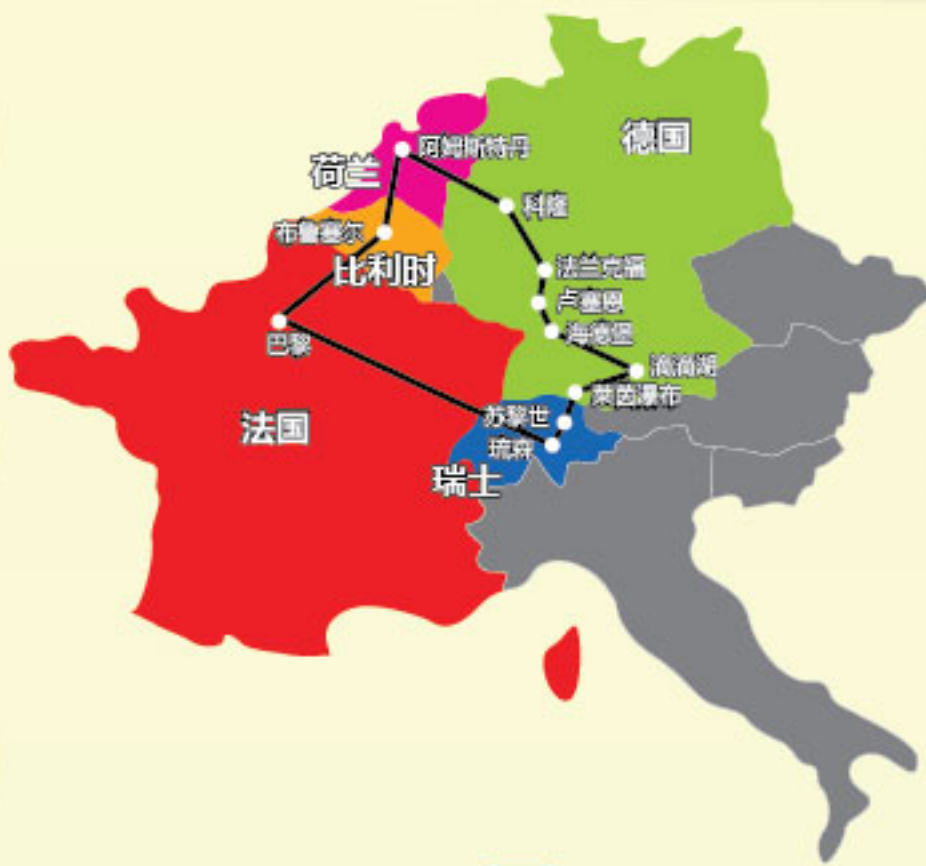 德国
阿姆斯特丹
荷兰
科隆
布鲁塞尔
比利时
法兰克福
卢塞恩
海德堡
巴黎
滴滴湖
莱茵瀑布
苏黎世
法国
琉森
瑞士